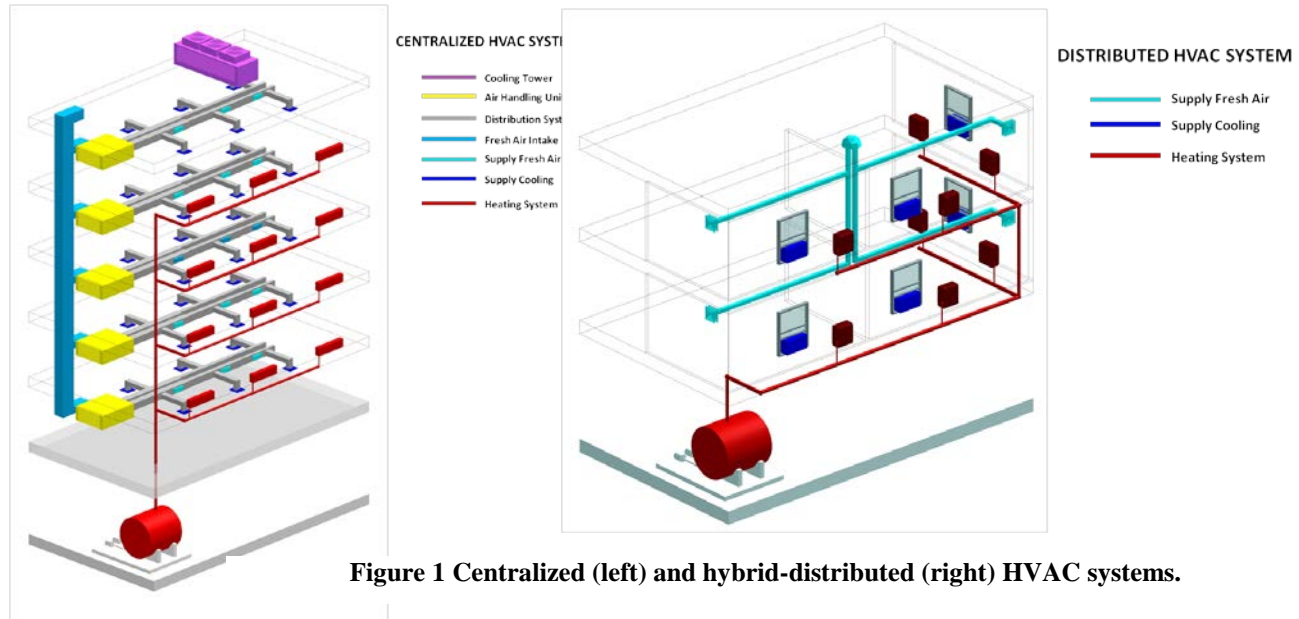 CENTRALIZED HVAC SYSTE
Cooling Tower
Air Handling Uni
Distribution Syst
Fresh Air Intake
Supply Fresh Air
Supply Cooling
Heating System
DISTRIBUTED HVAC SYSTEM
Supply Fresh Air
Supply Cooling
Heating System
Figure 1 Centralized (left) and hybrid-distributed (right) HVAC systems.